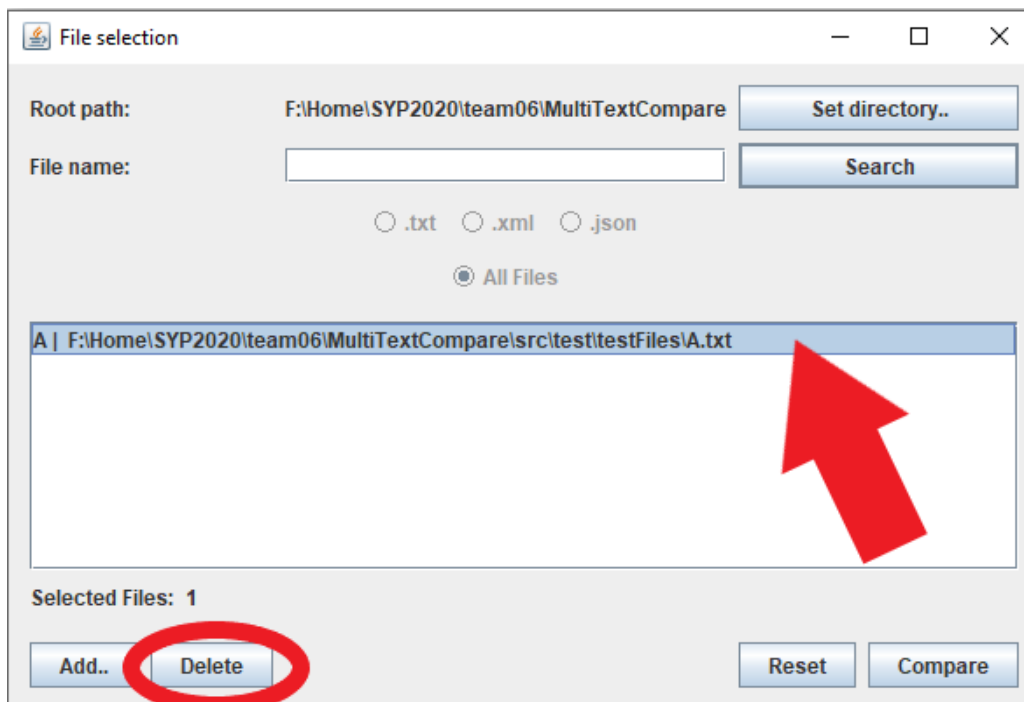 File selection
Root path: F:\Home\SYP2020\team06\MultiTextCompare Set directory..
File name: Search
.txt .xml .json
All Files
A | F:\Home\SYP2020\team06\MultiTextCompare\src\test\testFiles\A.txt
Selected Files: 1
Add.. Delete Reset Compare